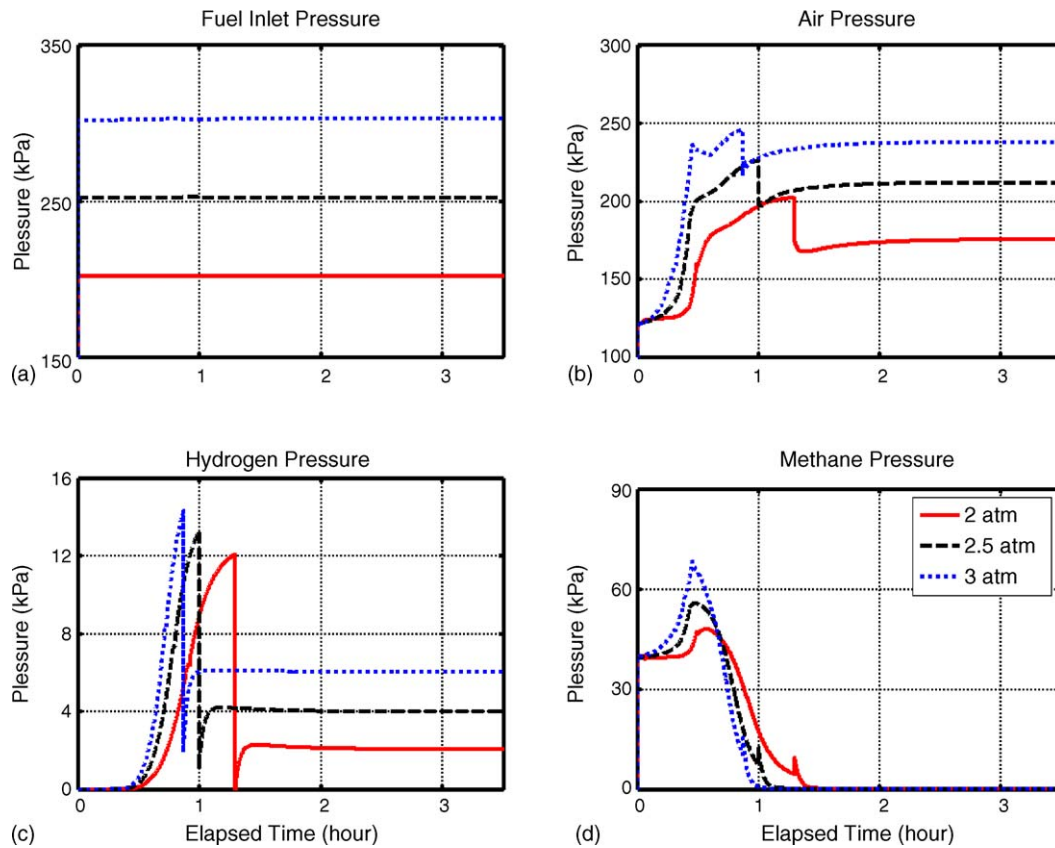 Fuel Inlet Pressure
350
250
150
Plessure (kPa)
0 1 2 3
(a)
Air Pressure
300
250
200
150
100
Plessure (kPa)
0 1 2 3
(b)
Hydrogen Pressure
16
12
8
4
0
Plessure (kPa)
0 1 2 3
(c) Elapsed Time (hour)
Methane Pressure
90
60
30
0
Plessure (kPa)
2 atm
2.5 atm
3 atm
0 1 2 3
(d) Elapsed Time (hour)